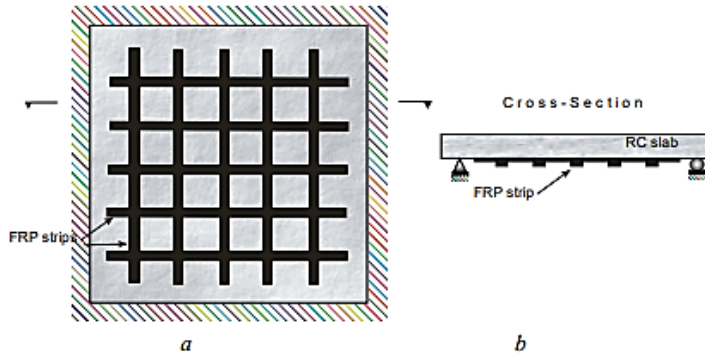 Cross-Section
RC slab
FRP strip
FRP strips
a
b